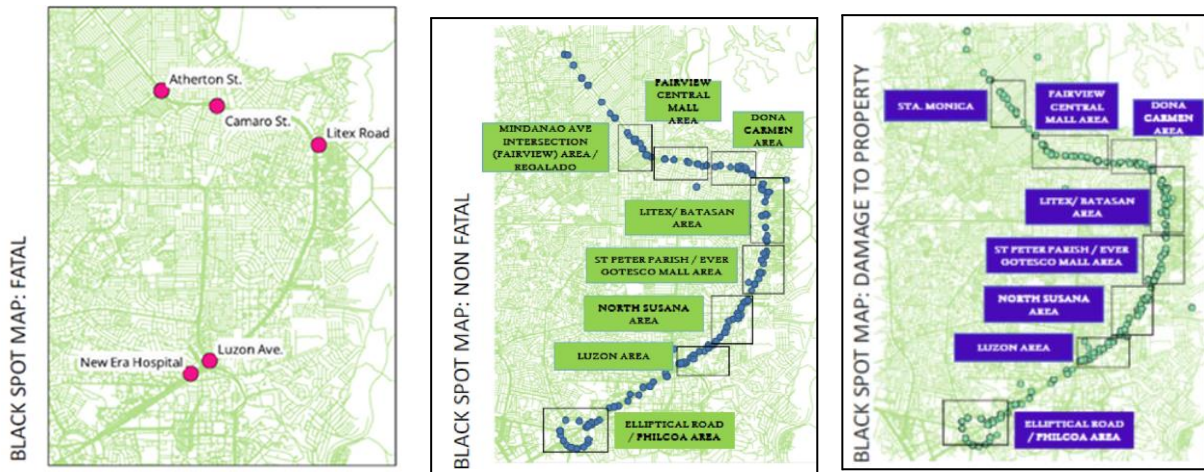 BLACK SPOT MAP: FATAL
Atherton St.
Camaro St.
Litex Road
Luzon Ave.
New Era Hospital
BLACK SPOT MAP: NON FATAL
FAIRVIEW
CENTRAL
MALL
AREA
DONA
CARMEN
AREA
MINDANAO AVE
INTERSECTION
(FAIRVIEW) AREA /
REGALADO
LITEX/ BATASAN
AREA
ST PETER PARISH / EVER
GOTESCO MALL AREA
NORTH SUSANA
AREA
LUZON AREA
ELLIPTICAL ROAD
/ PHILCOA AREA
BLACK SPOT MAP: DAMAGE TO PROPERTY
STA. MONICA
FAIRVIEW
CENTRAL
MALL AREA
DONA
CARMEN
AREA
LITEX/ BATASAN
AREA
ST PETER PARISH / EVER
GOTESCO MALL AREA
NORTH SUSANA
AREA
LUZON AREA
ELLIPTICAL ROAD
/ PHILCOA AREA